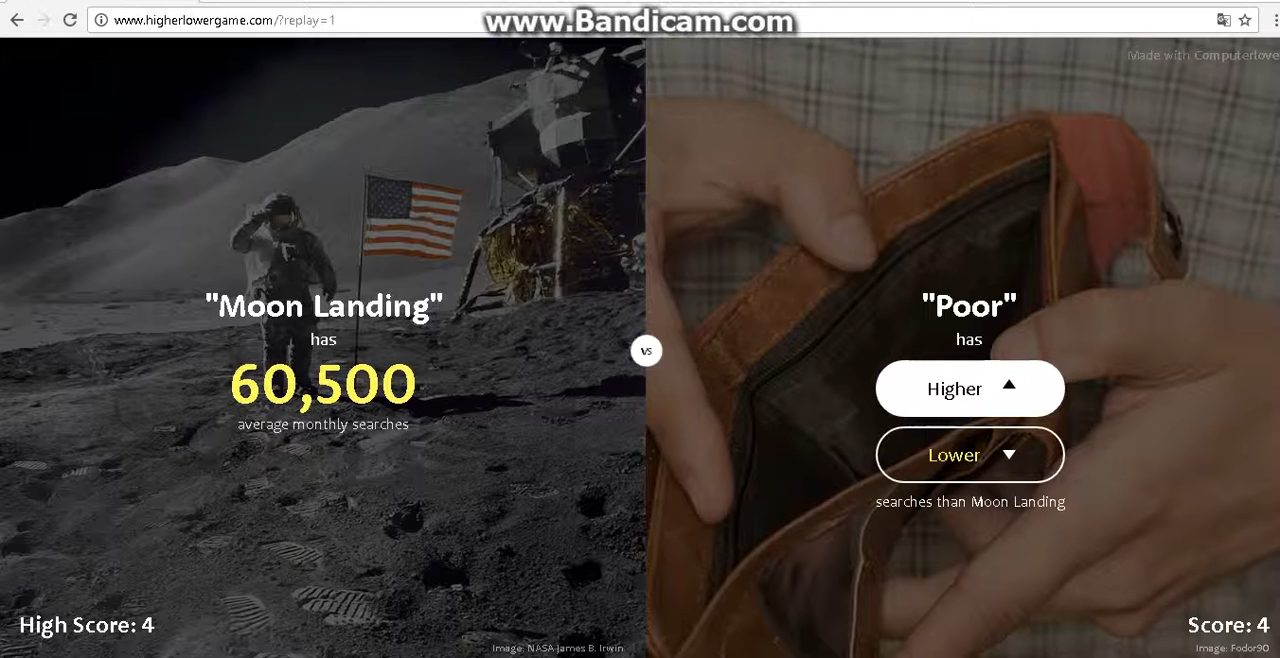 www.higherlowergame.com/?replay=1
www.Bandicam.com
Made with Computerlove
"Moon Landing"
has
60,500
average monthly searches
vs
"Poor"
has
Higher
Lower
searches than Moon Landing
High Score: 4
Image: NASA-James B. Irwin
Score: 4
Image: Fodor90